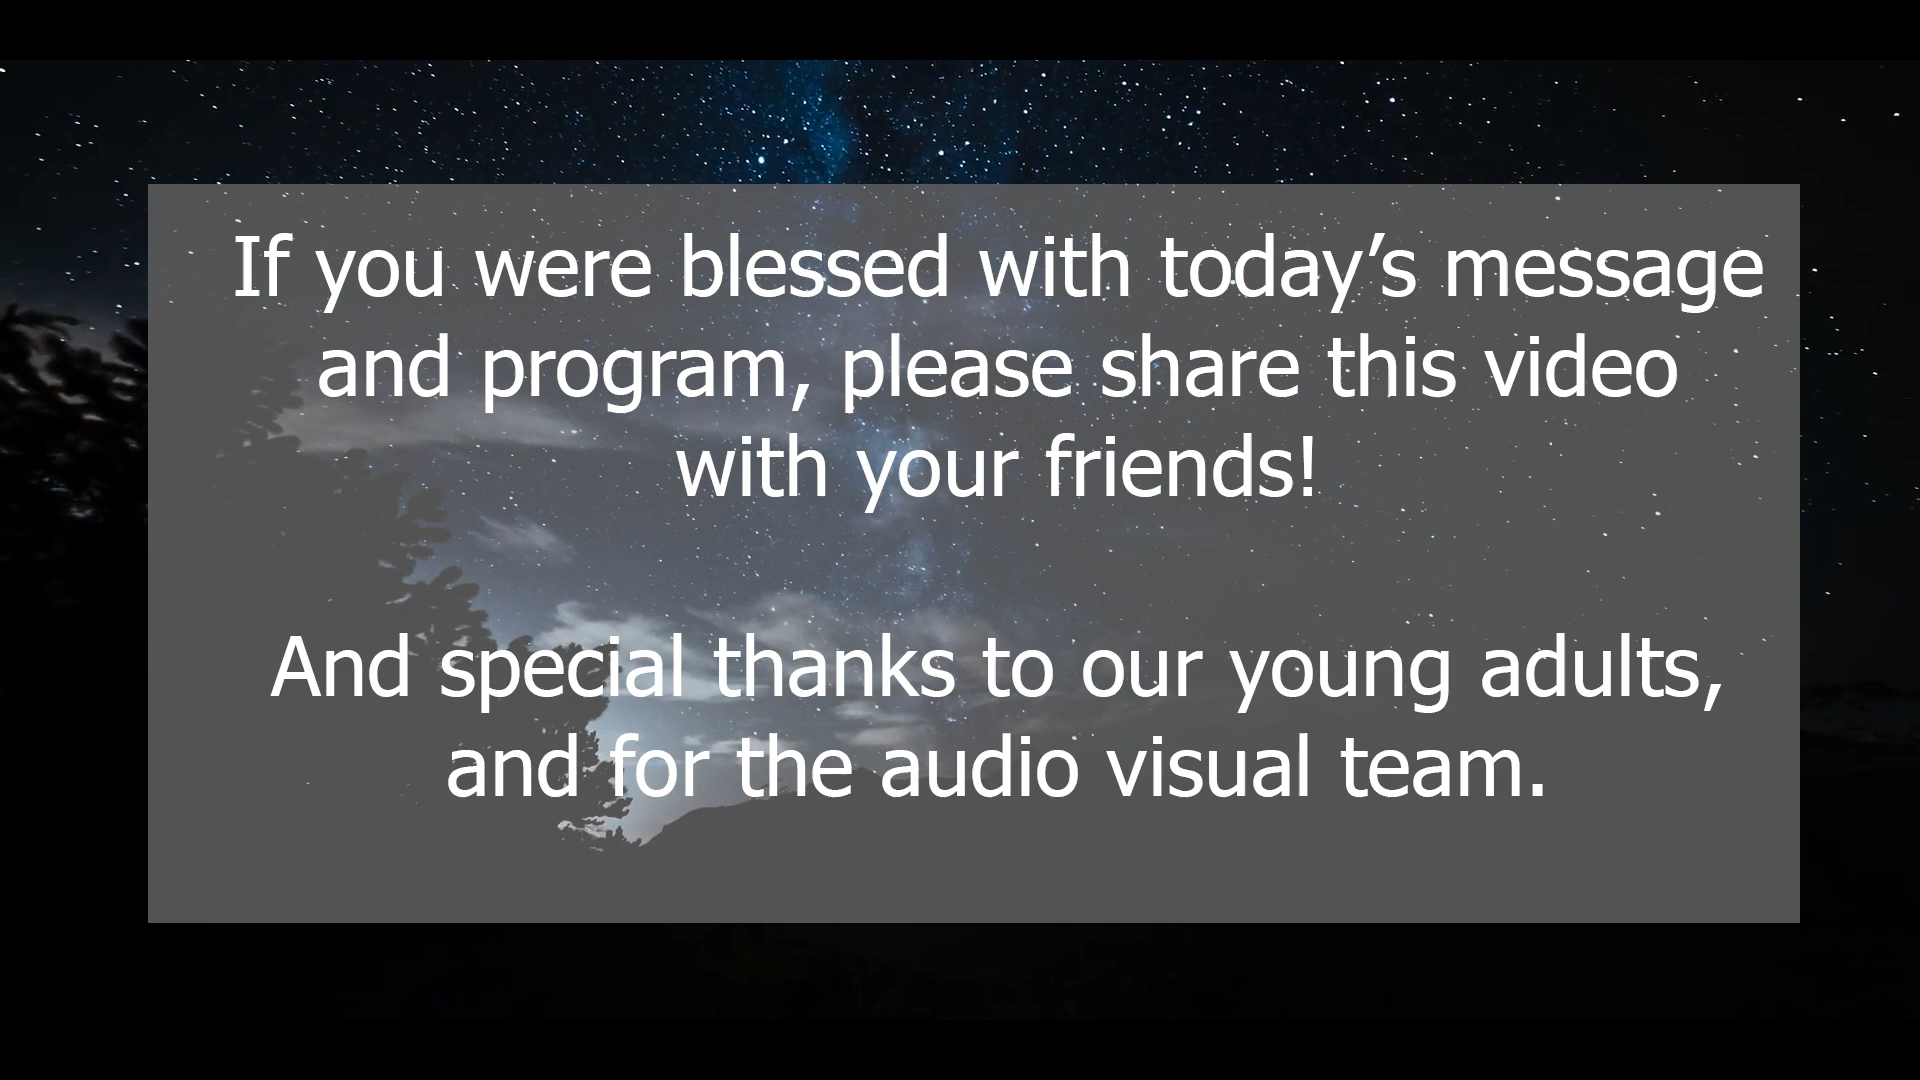 If you were blessed with today’s message
and program, please share this video
with your friends!
And special thanks to our young adults,
and for the audio visual team.